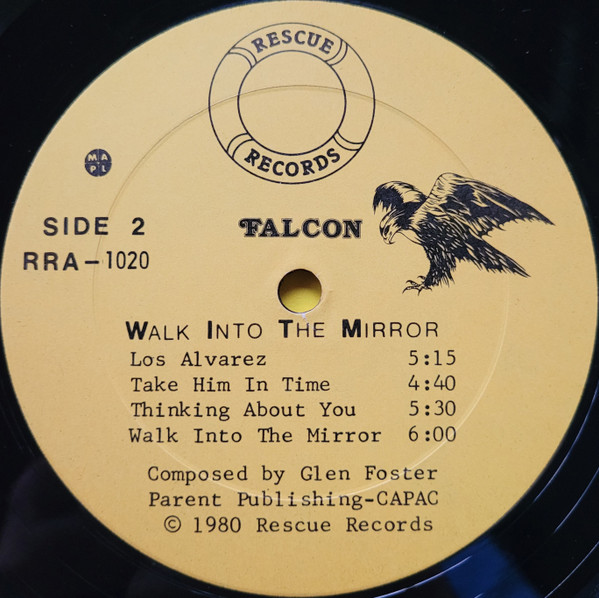 RESCUE
RECORDS
MA
PL
SIDE 2
RRA-1020
FALCON
WALK INTO THE MIRROR
Los Alvarez 5:15
Take Him In Time 4:40
Thinking About You 5:30
Walk Into The Mirror 6:00
Composed by Glen Foster
Parent Publishing-CAPAC
© 1980 Rescue Records